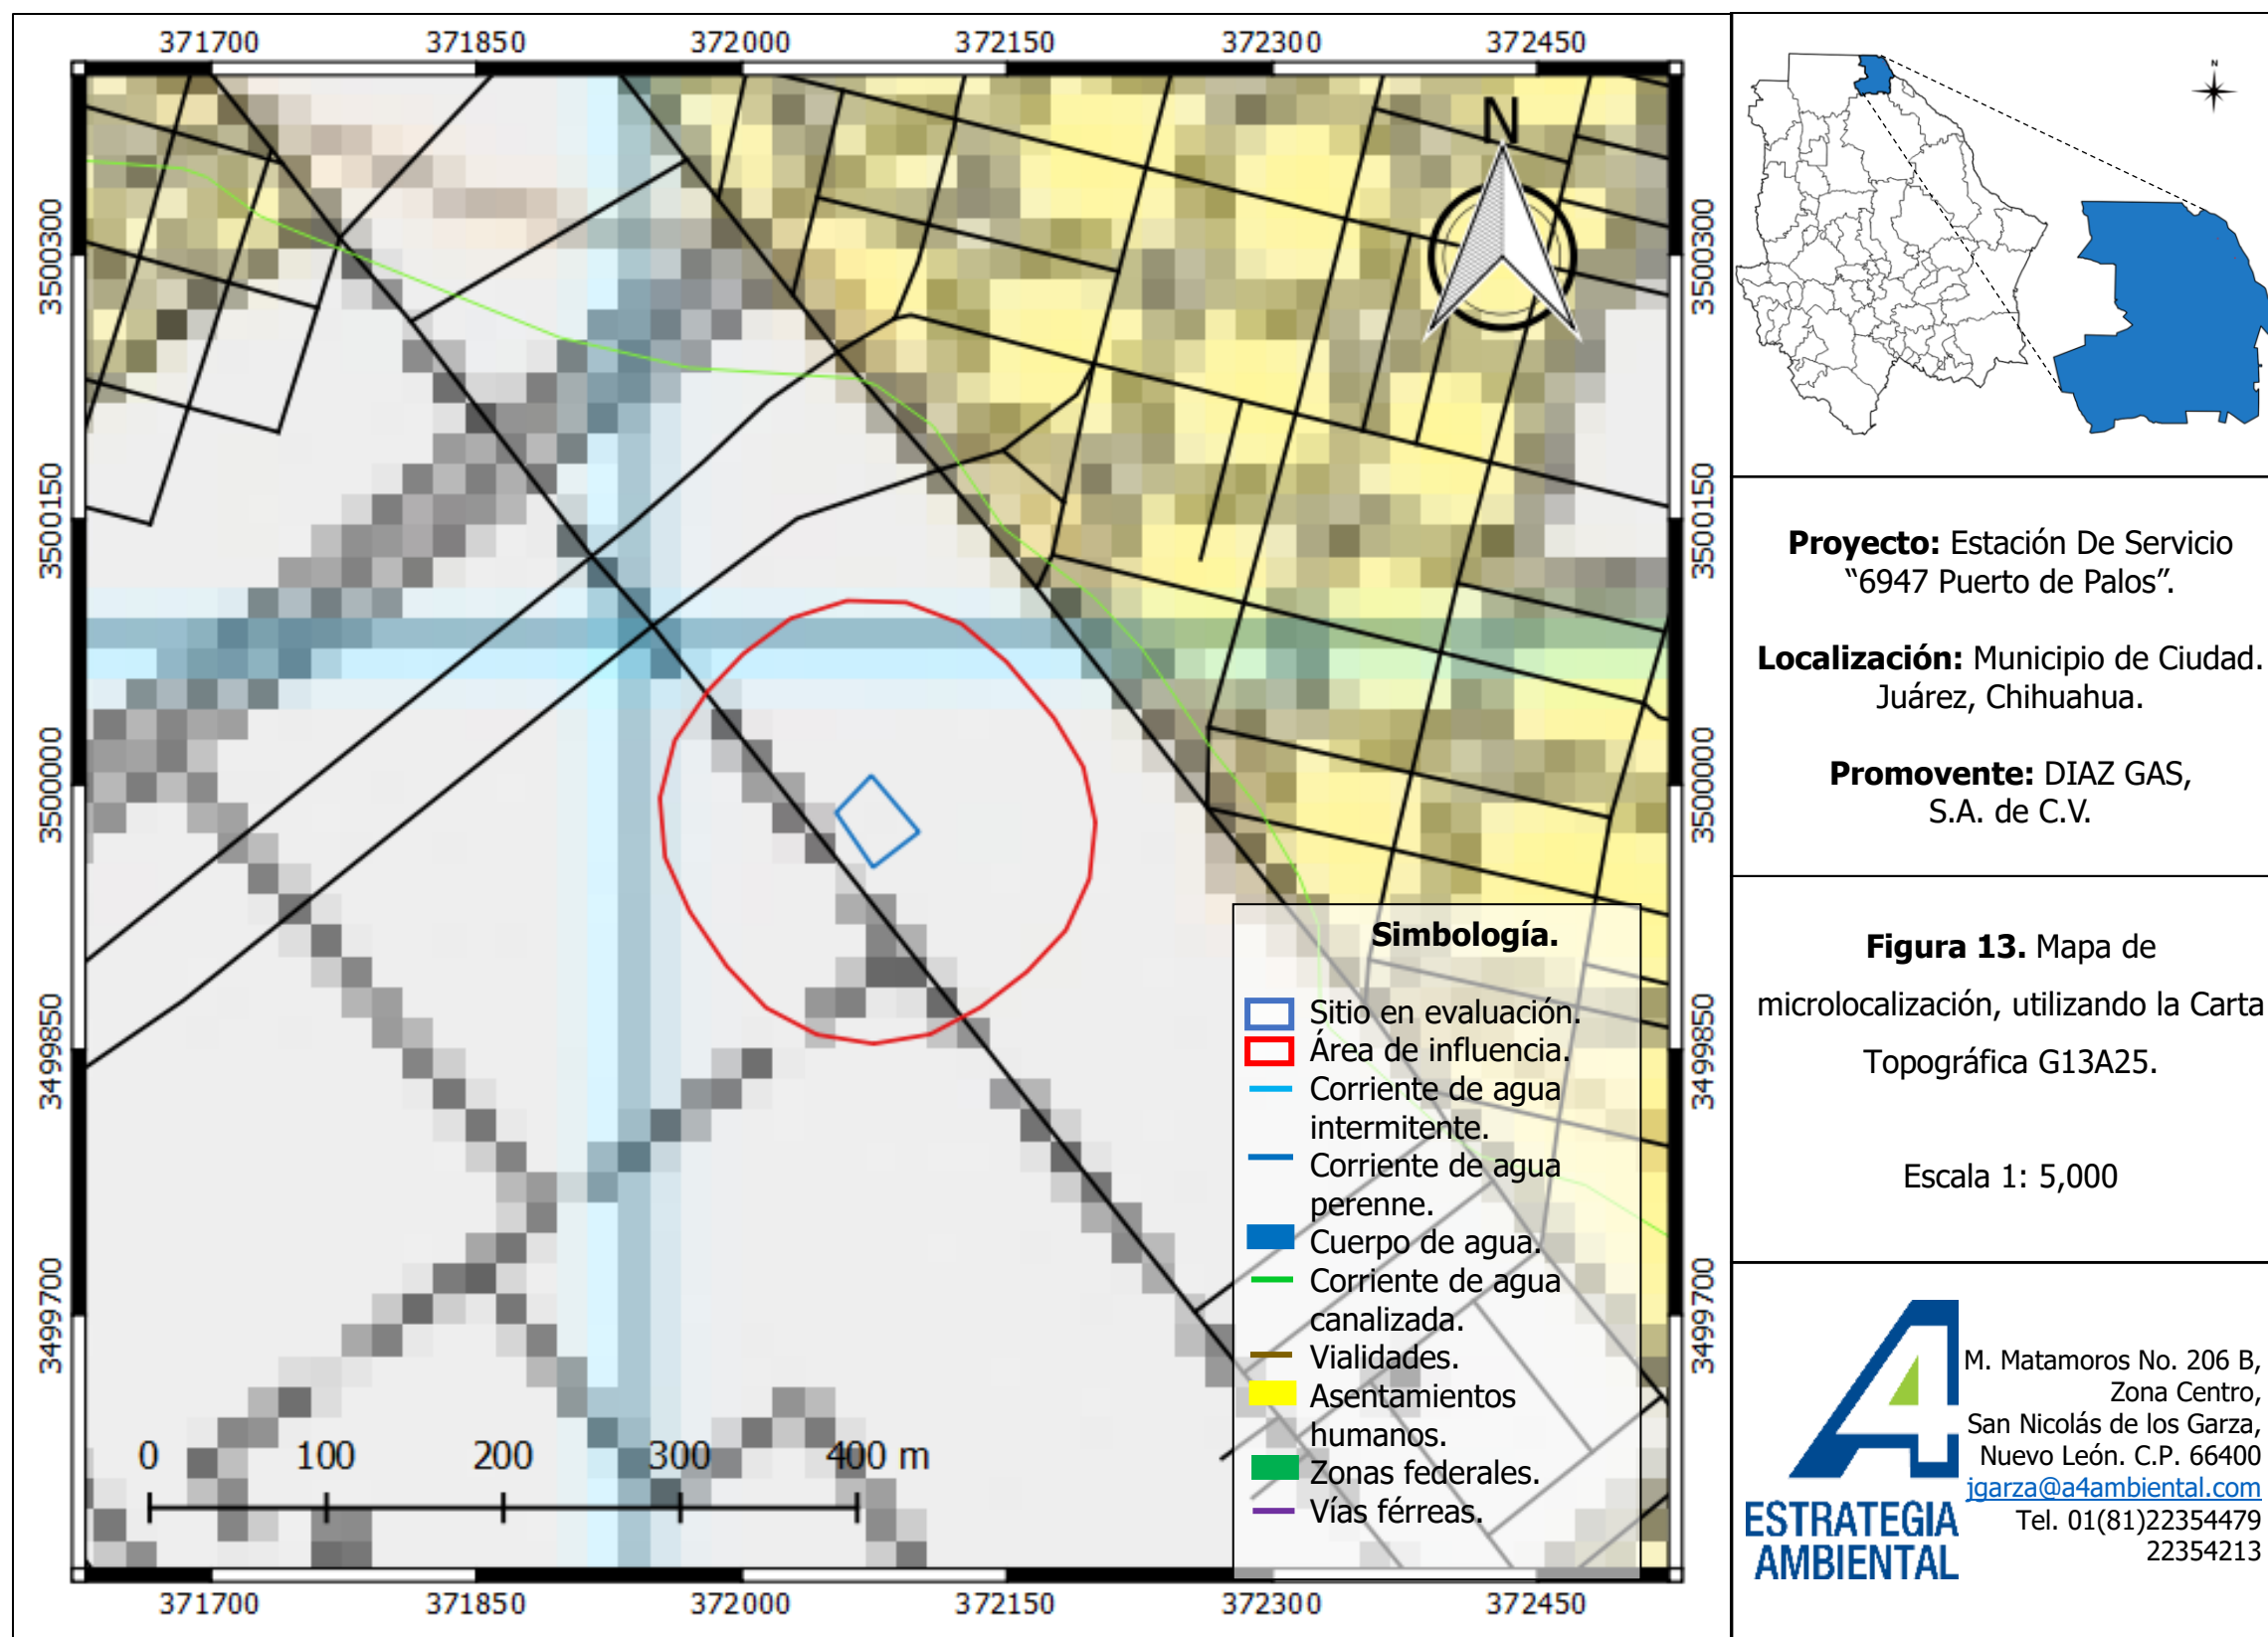 371700 371850 372000 372150 372300 372450
3500300
3500150
3500000
3499850
3499700
N
3500300
3500150
3500000
3499850
3499700
Simbología.
Sitio en evaluación.
Área de influencia.
Corriente de agua
intermitente.
Corriente de agua
perenne.
Cuerpo de agua.
Corriente de agua
canalizada.
Vialidades.
Asentamientos
humanos.
Zonas federales.
Vías férreas.
0 100 200 300 400 m
371700 371850 372000 372150 372300 372450
N
Proyecto: Estación De Servicio
“6947 Puerto de Palos”.
Localización: Municipio de Ciudad.
Juárez, Chihuahua.
Promovente: DIAZ GAS,
S.A. de C.V.
Figura 13. Mapa de
microlocalización, utilizando la Carta
Topográfica G13A25.
Escala 1: 5,000
ESTRATEGIA
AMBIENTAL
M. Matamoros No. 206 B,
Zona Centro,
San Nicolás de los Garza,
Nuevo León. C.P. 66400
jgarza@a4ambiental.com
Tel. 01(81)22354479
22354213